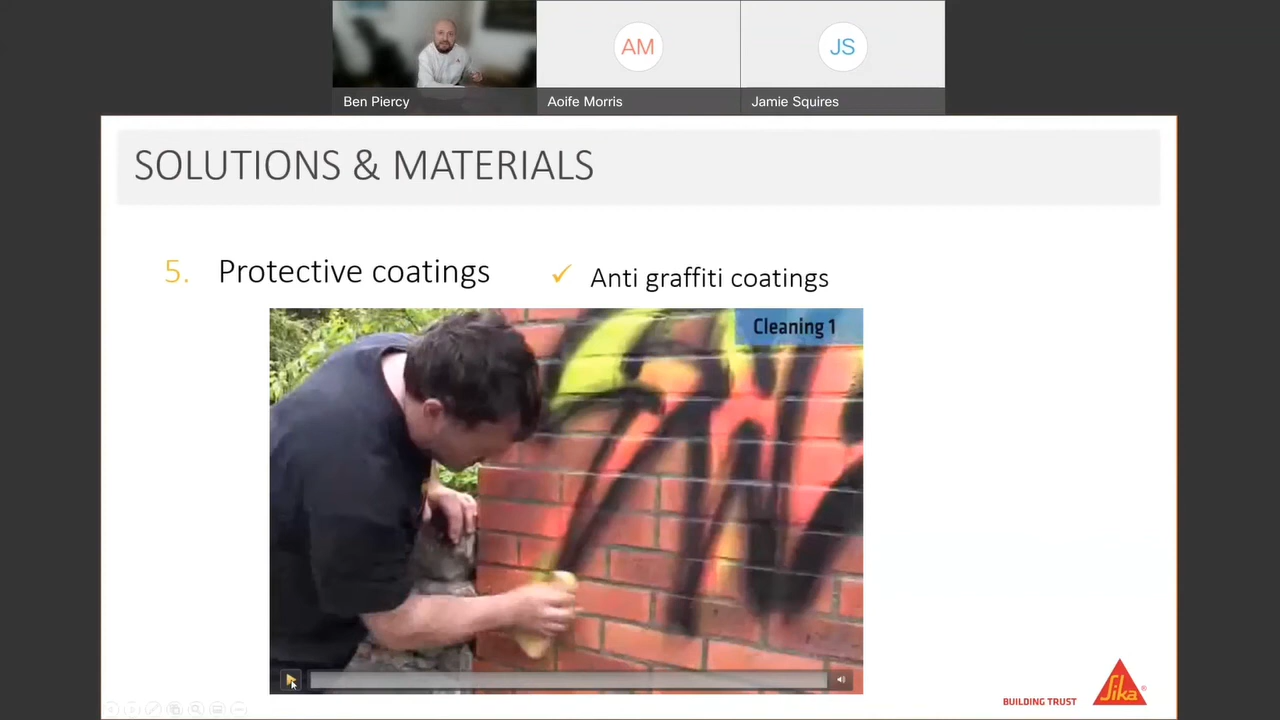 AM
JS
Ben Piercy
Aoife Morris
Jamie Squires
SOLUTIONS & MATERIALS
5. Protective coatings
✓ Anti graffiti coatings
Cleaning 1
BUILDING TRUST
Sika®